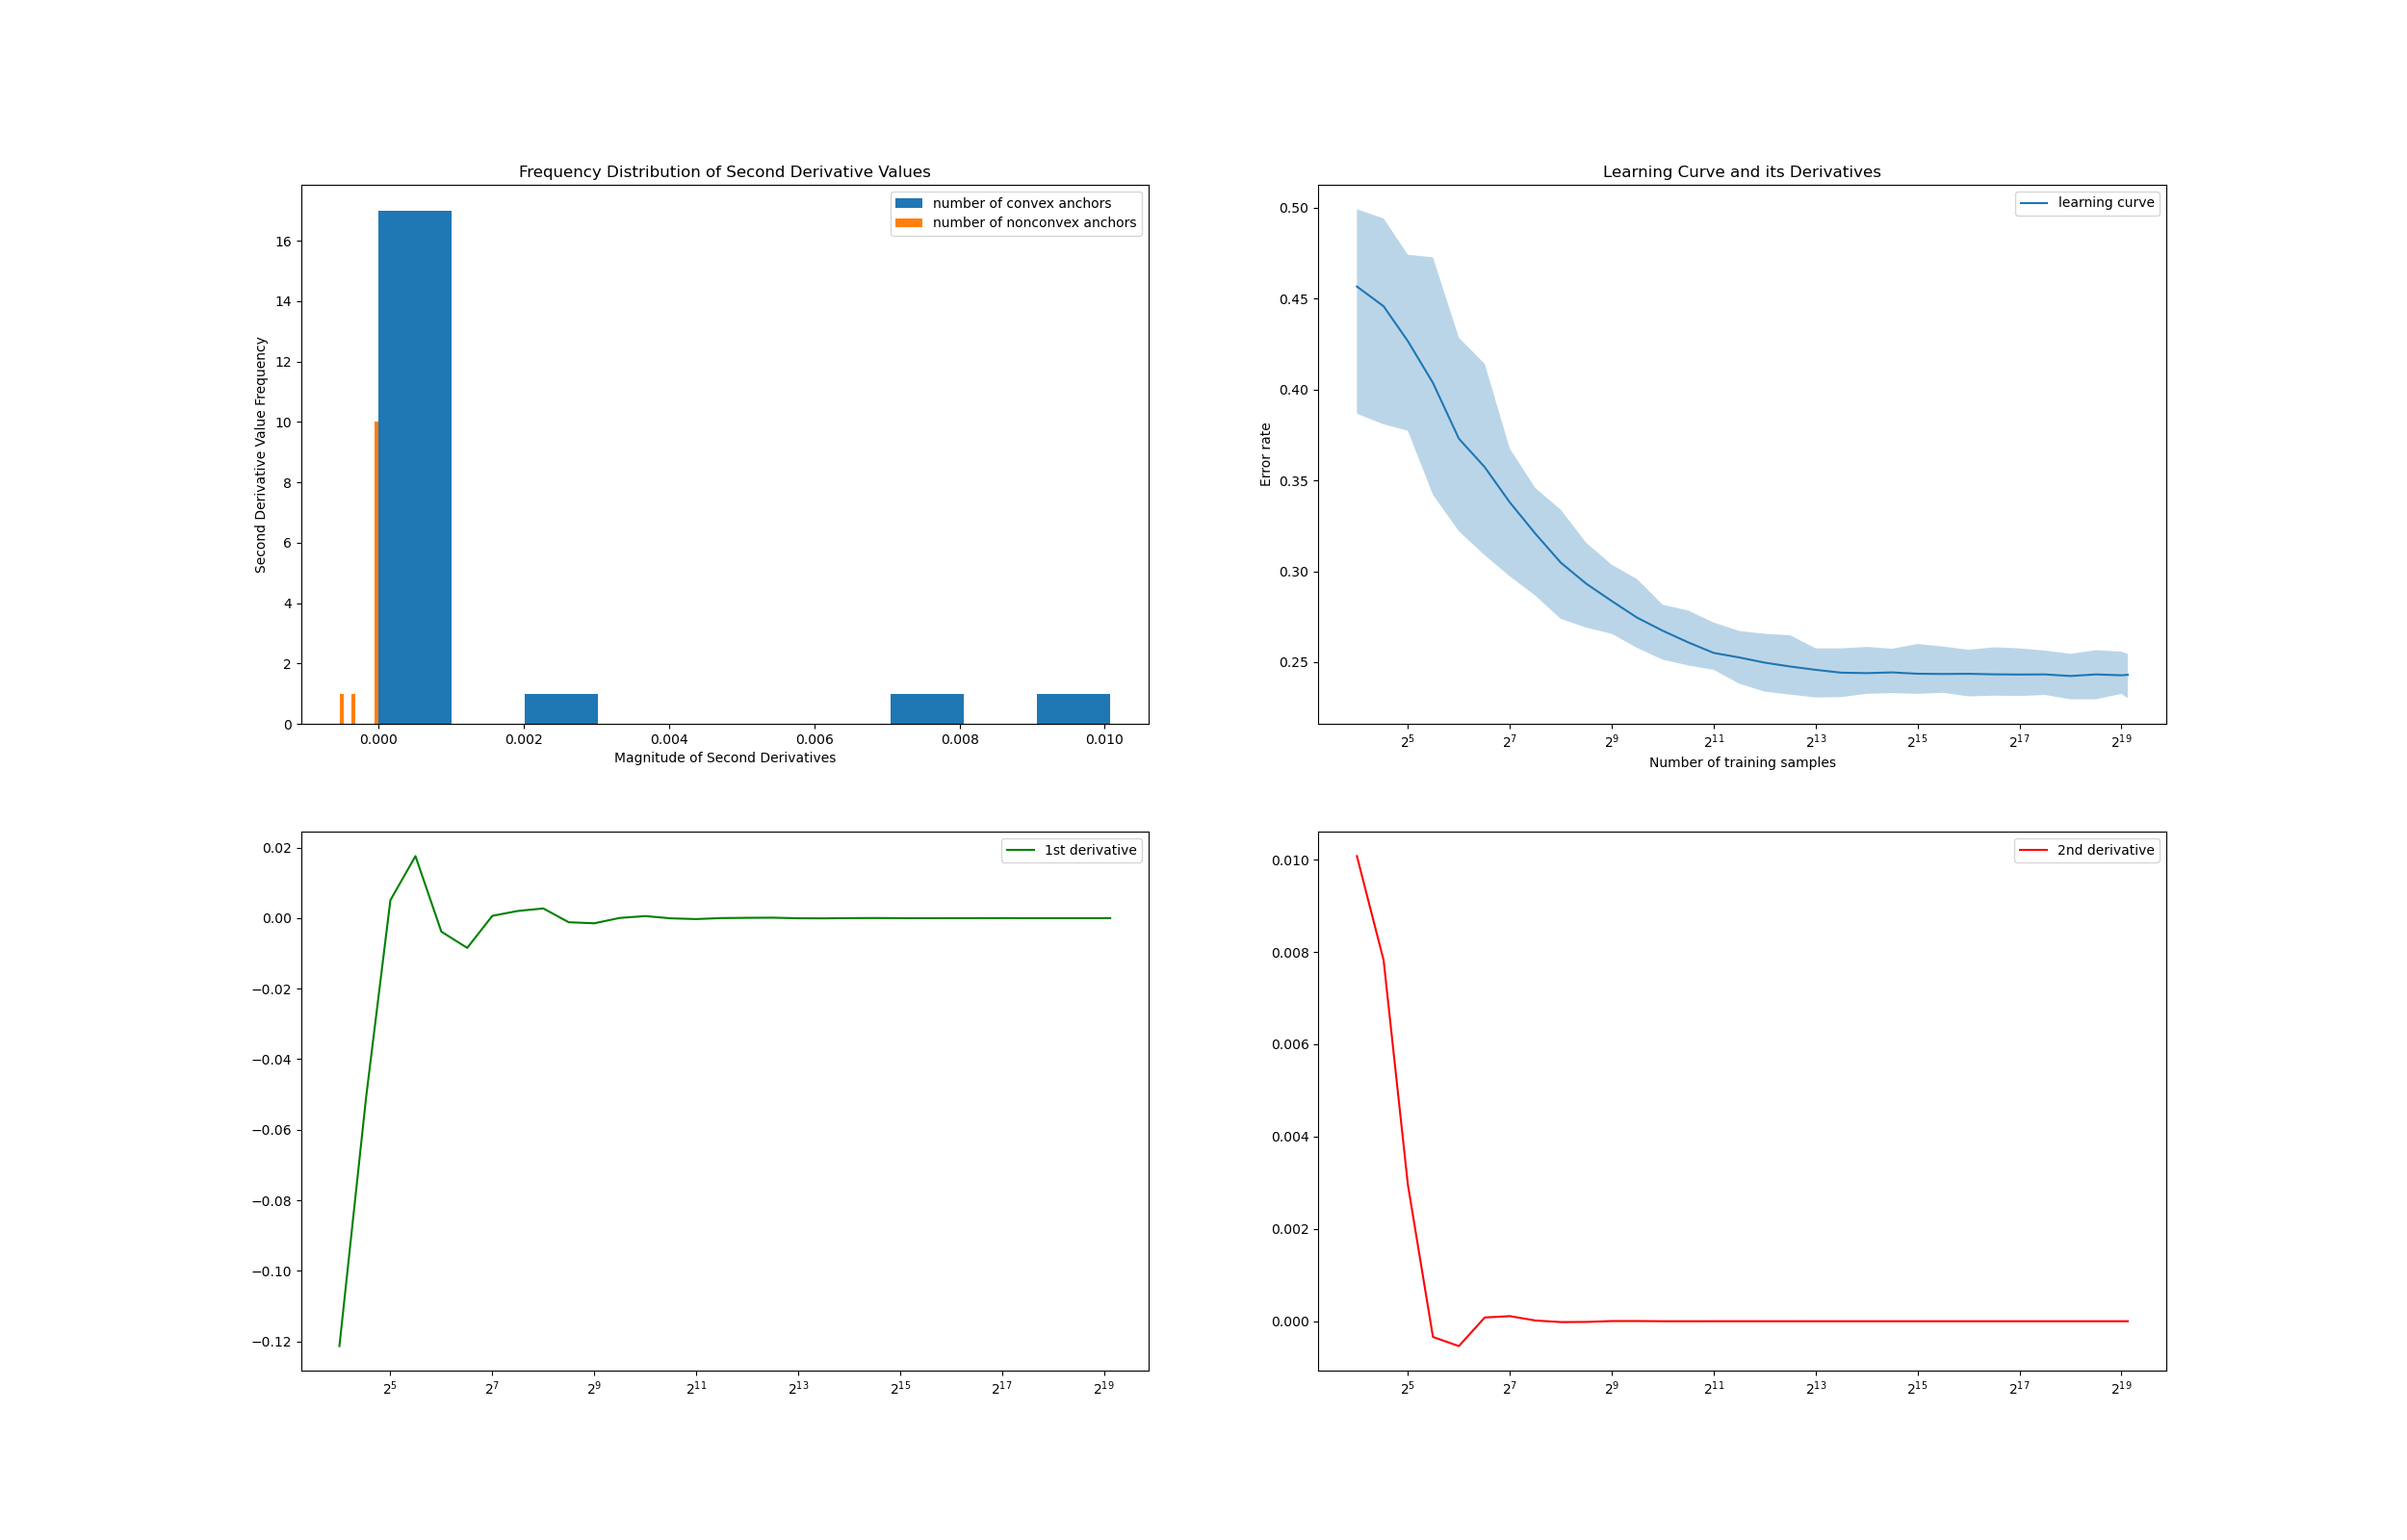 Frequency Distribution of Second Derivative Values
number of convex anchors
number of nonconvex anchors
Second Derivative Value Frequency
16
14
12
10
8
6
4
2
0
0.000 0.002 0.004 0.006 0.008 0.010
Magnitude of Second Derivatives
Learning Curve and its Derivatives
learning curve
Error rate
0.50
0.45
0.40
0.35
0.30
0.25
2^5 2^7 2^9 2^11 2^13 2^15 2^17 2^19
Number of training samples
1st derivative
0.02
0.00
−0.02
−0.04
−0.06
−0.08
−0.10
−0.12
2^5 2^7 2^9 2^11 2^13 2^15 2^17 2^19
2nd derivative
0.010
0.008
0.006
0.004
0.002
0.000
2^5 2^7 2^9 2^11 2^13 2^15 2^17 2^19